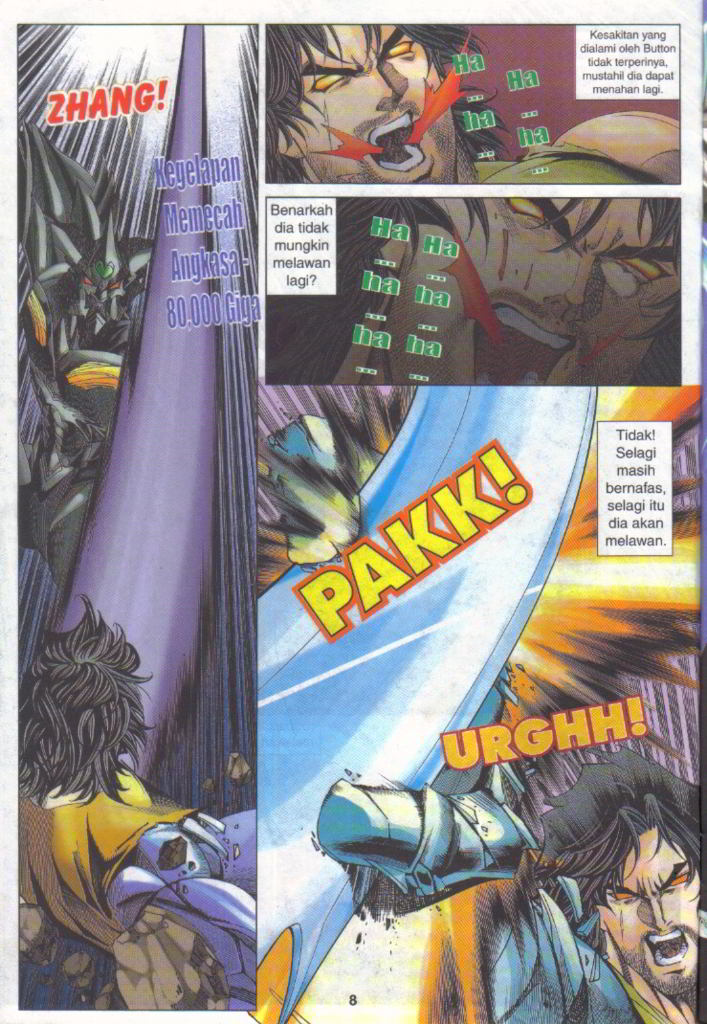 ZHANG!
Kegelapan
Memecah
Angkasa -
80,000 Giga
Kesakitan yang
dialami oleh Button
tidak terperinya,
mustahil dia dapat
menahan lagi.
Ha Ha
... ...
ha ha
... ...
Benarkah
dia tidak
mungkin
melawan
lagi?
Ha Ha
... ...
ha ha
... ...
ha ha
... ...
Tidak!
Selagi
masih
bernafas,
selagi itu
dia akan
melawan.
PAKK!
URGHH!
8